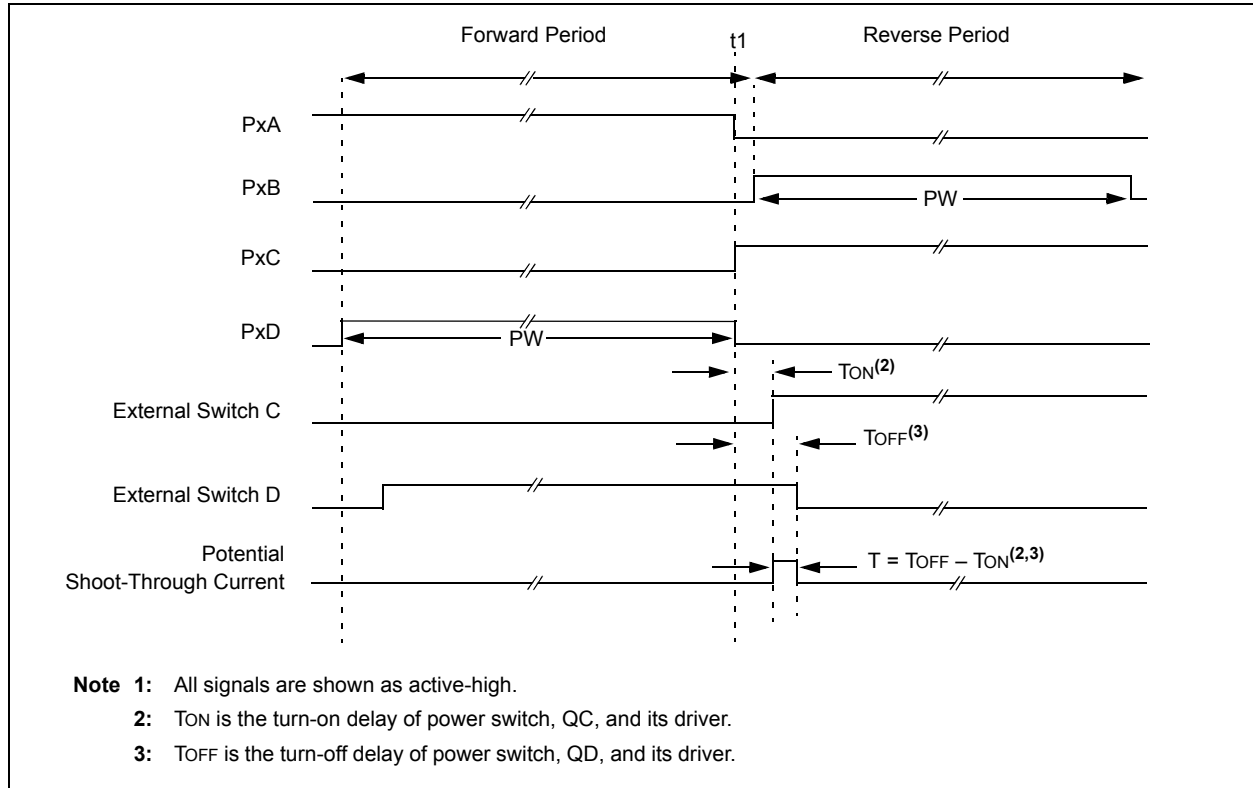 Forward Period
t1
Reverse Period
PxA
PxB
PW
PxC
PxD
PW
TON(2)
External Switch C
TOFF(3)
External Switch D
Potential
Shoot-Through Current
T = TOFF – TON(2,3)
Note 1: All signals are shown as active-high.
2: TON is the turn-on delay of power switch, QC, and its driver.
3: TOFF is the turn-off delay of power switch, QD, and its driver.